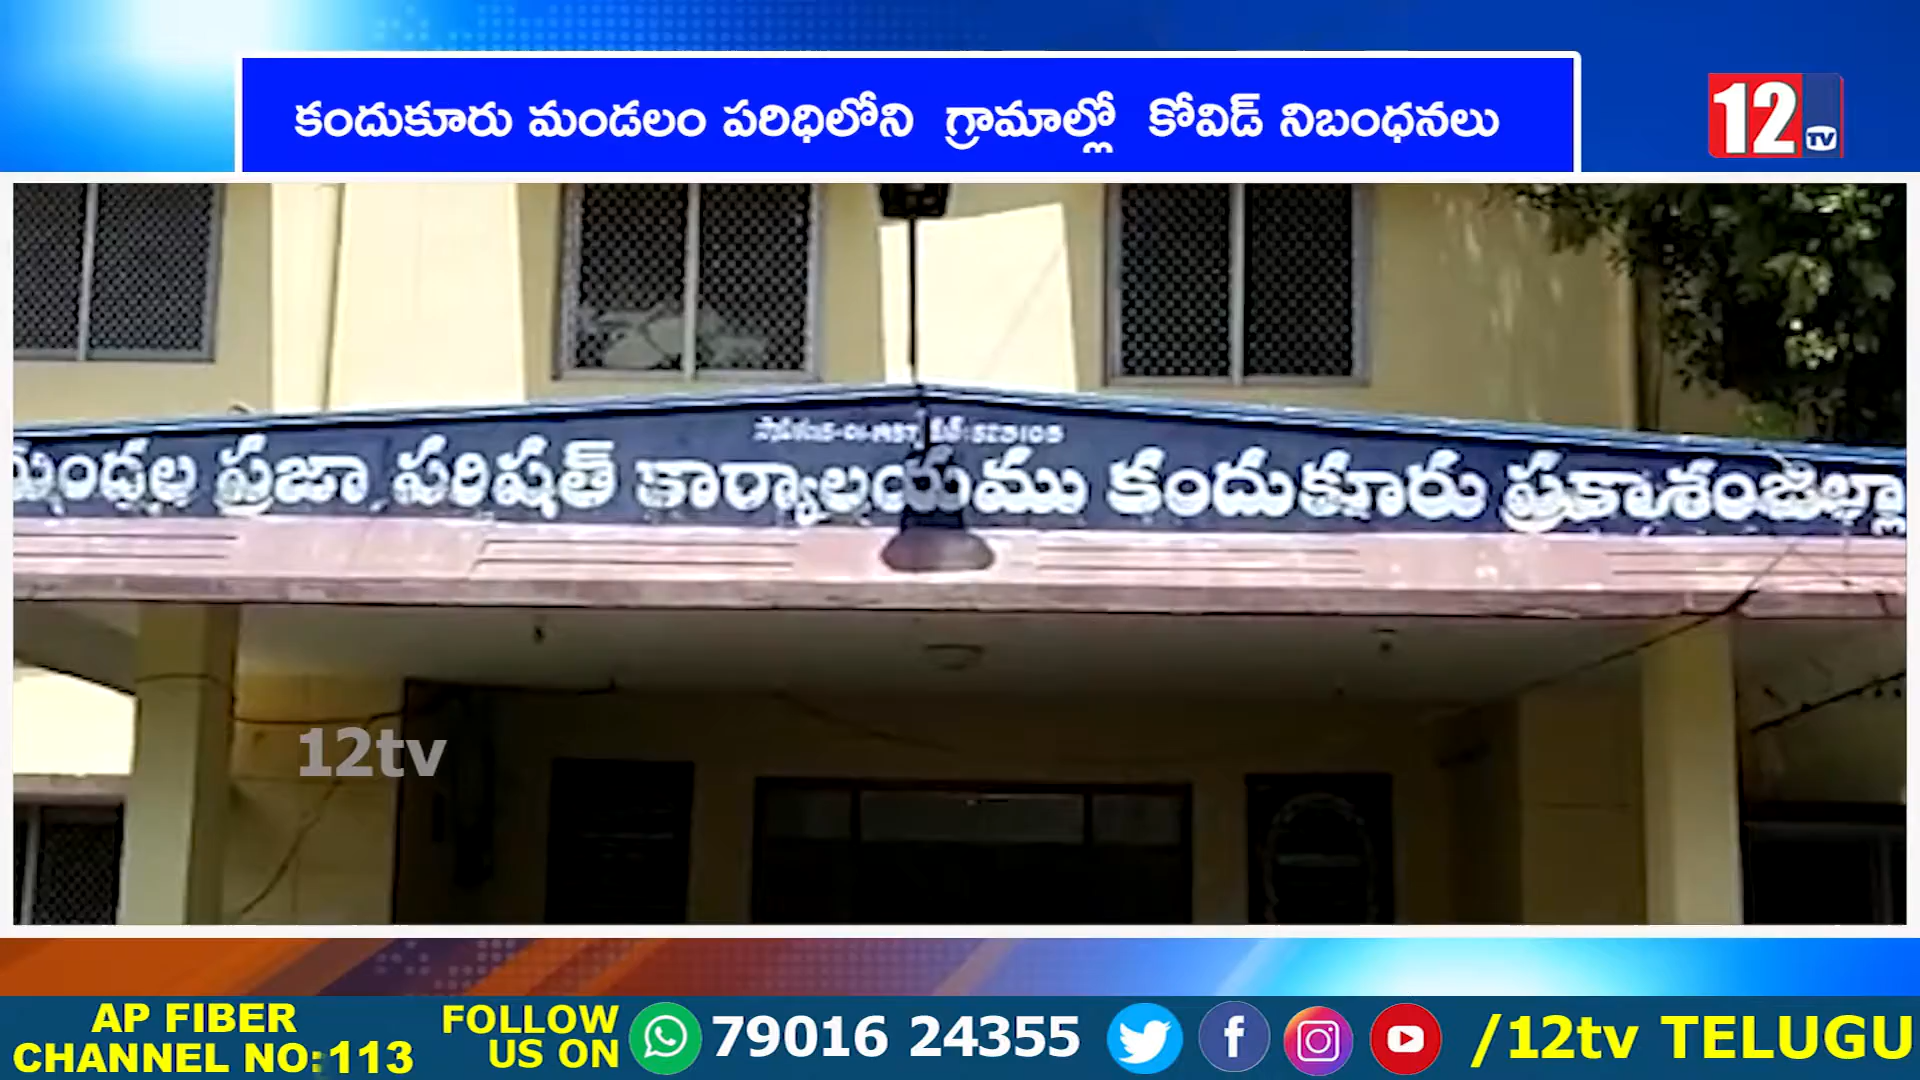 కందుకూరు మండలం పరిధిలోని గ్రామాల్లో కోవిడ్ నిబంధనలు
12
TV
మండల ప్రజా పరిషత్ కార్యాలయము కందుకూరు ప్రకాశంజిల్లా
12tv
AP FIBER
CHANNEL NO:113
FOLLOW
US ON
79016 24355
/12tv TELUGU